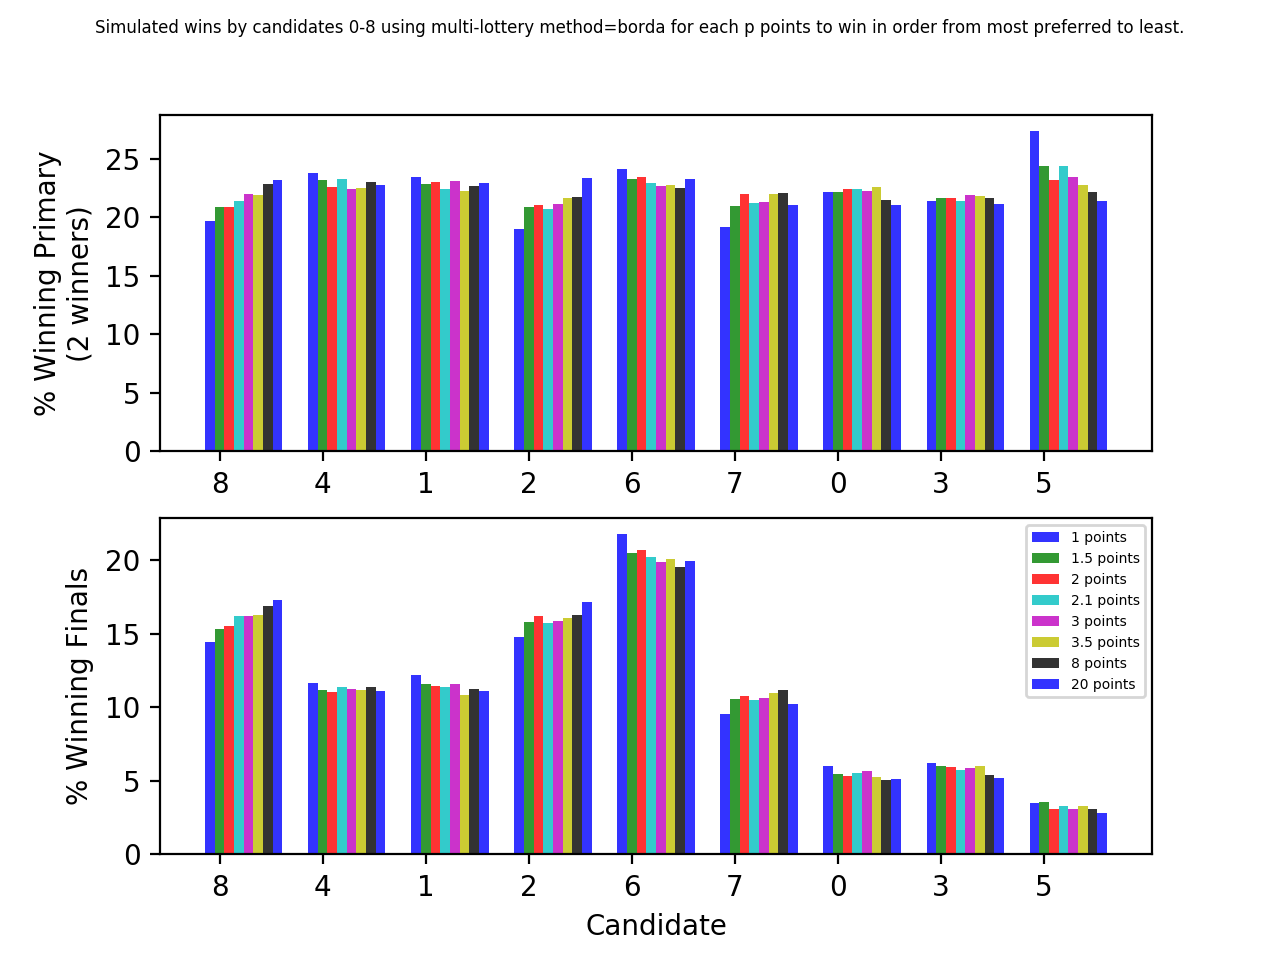 Simulated wins by candidates 0-8 using multi-lottery method=borda for each p points to win in order from most preferred to least.
% Winning Primary
(2 winners)
25
20
15
10
5
0
8 4 1 2 6 7 0 3 5
% Winning Finals
20
15
10
5
0
1 points
1.5 points
2 points
2.1 points
3 points
3.5 points
8 points
20 points
8 4 1 2 6 7 0 3 5
Candidate